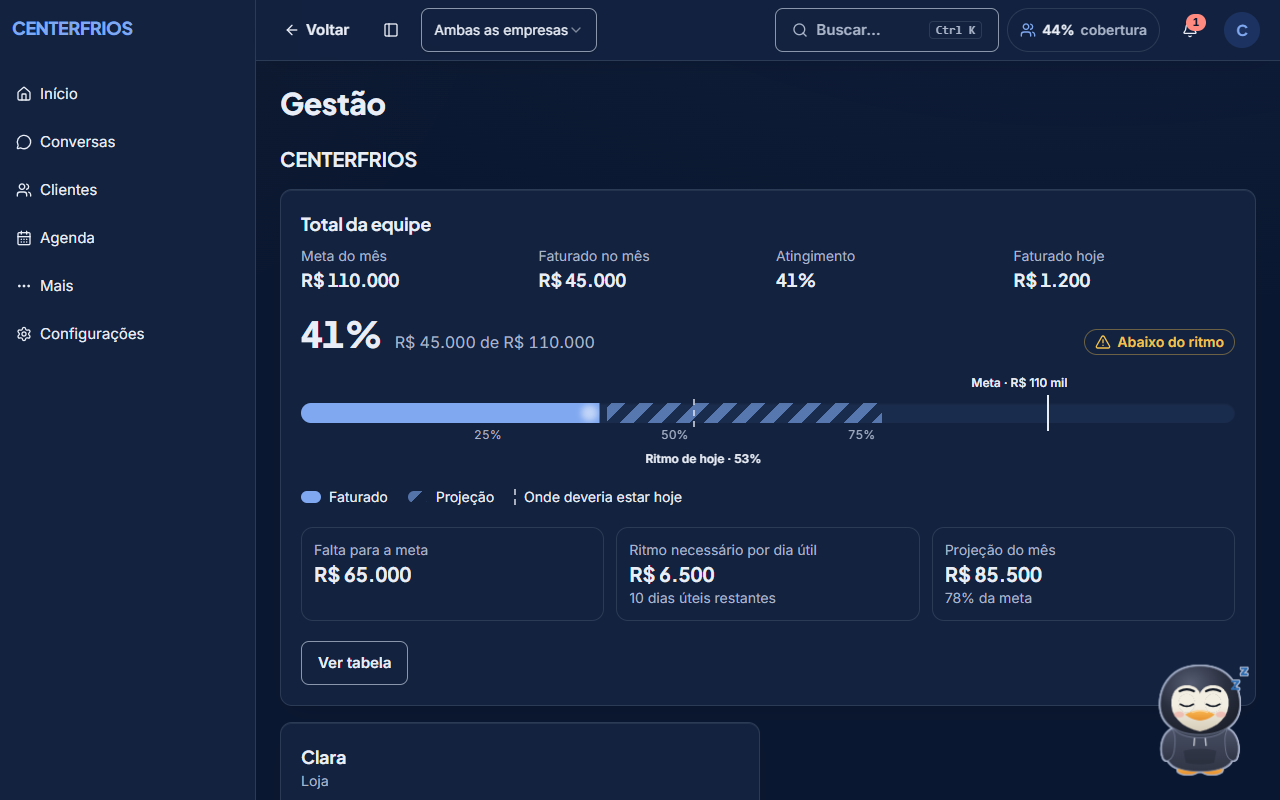 CENTERFRIOS
Voltar
Ambas as empresas
Buscar...
Ctrl K
44% cobertura
1
C
Início
Conversas
Clientes
Agenda
Mais
Configurações
Gestão
CENTERFRIOS
Total da equipe
Meta do mês
R$ 110.000
Faturado no mês
R$ 45.000
Atingimento
41%
Faturado hoje
R$ 1.200
41% R$ 45.000 de R$ 110.000
Abaixo do ritmo
Meta · R$ 110 mil
25%
50%
75%
Ritmo de hoje · 53%
Faturado
Projeção
Onde deveria estar hoje
Falta para a meta
R$ 65.000
Ritmo necessário por dia útil
R$ 6.500
10 dias úteis restantes
Projeção do mês
R$ 85.500
78% da meta
Ver tabela
z
z
Clara
Loja